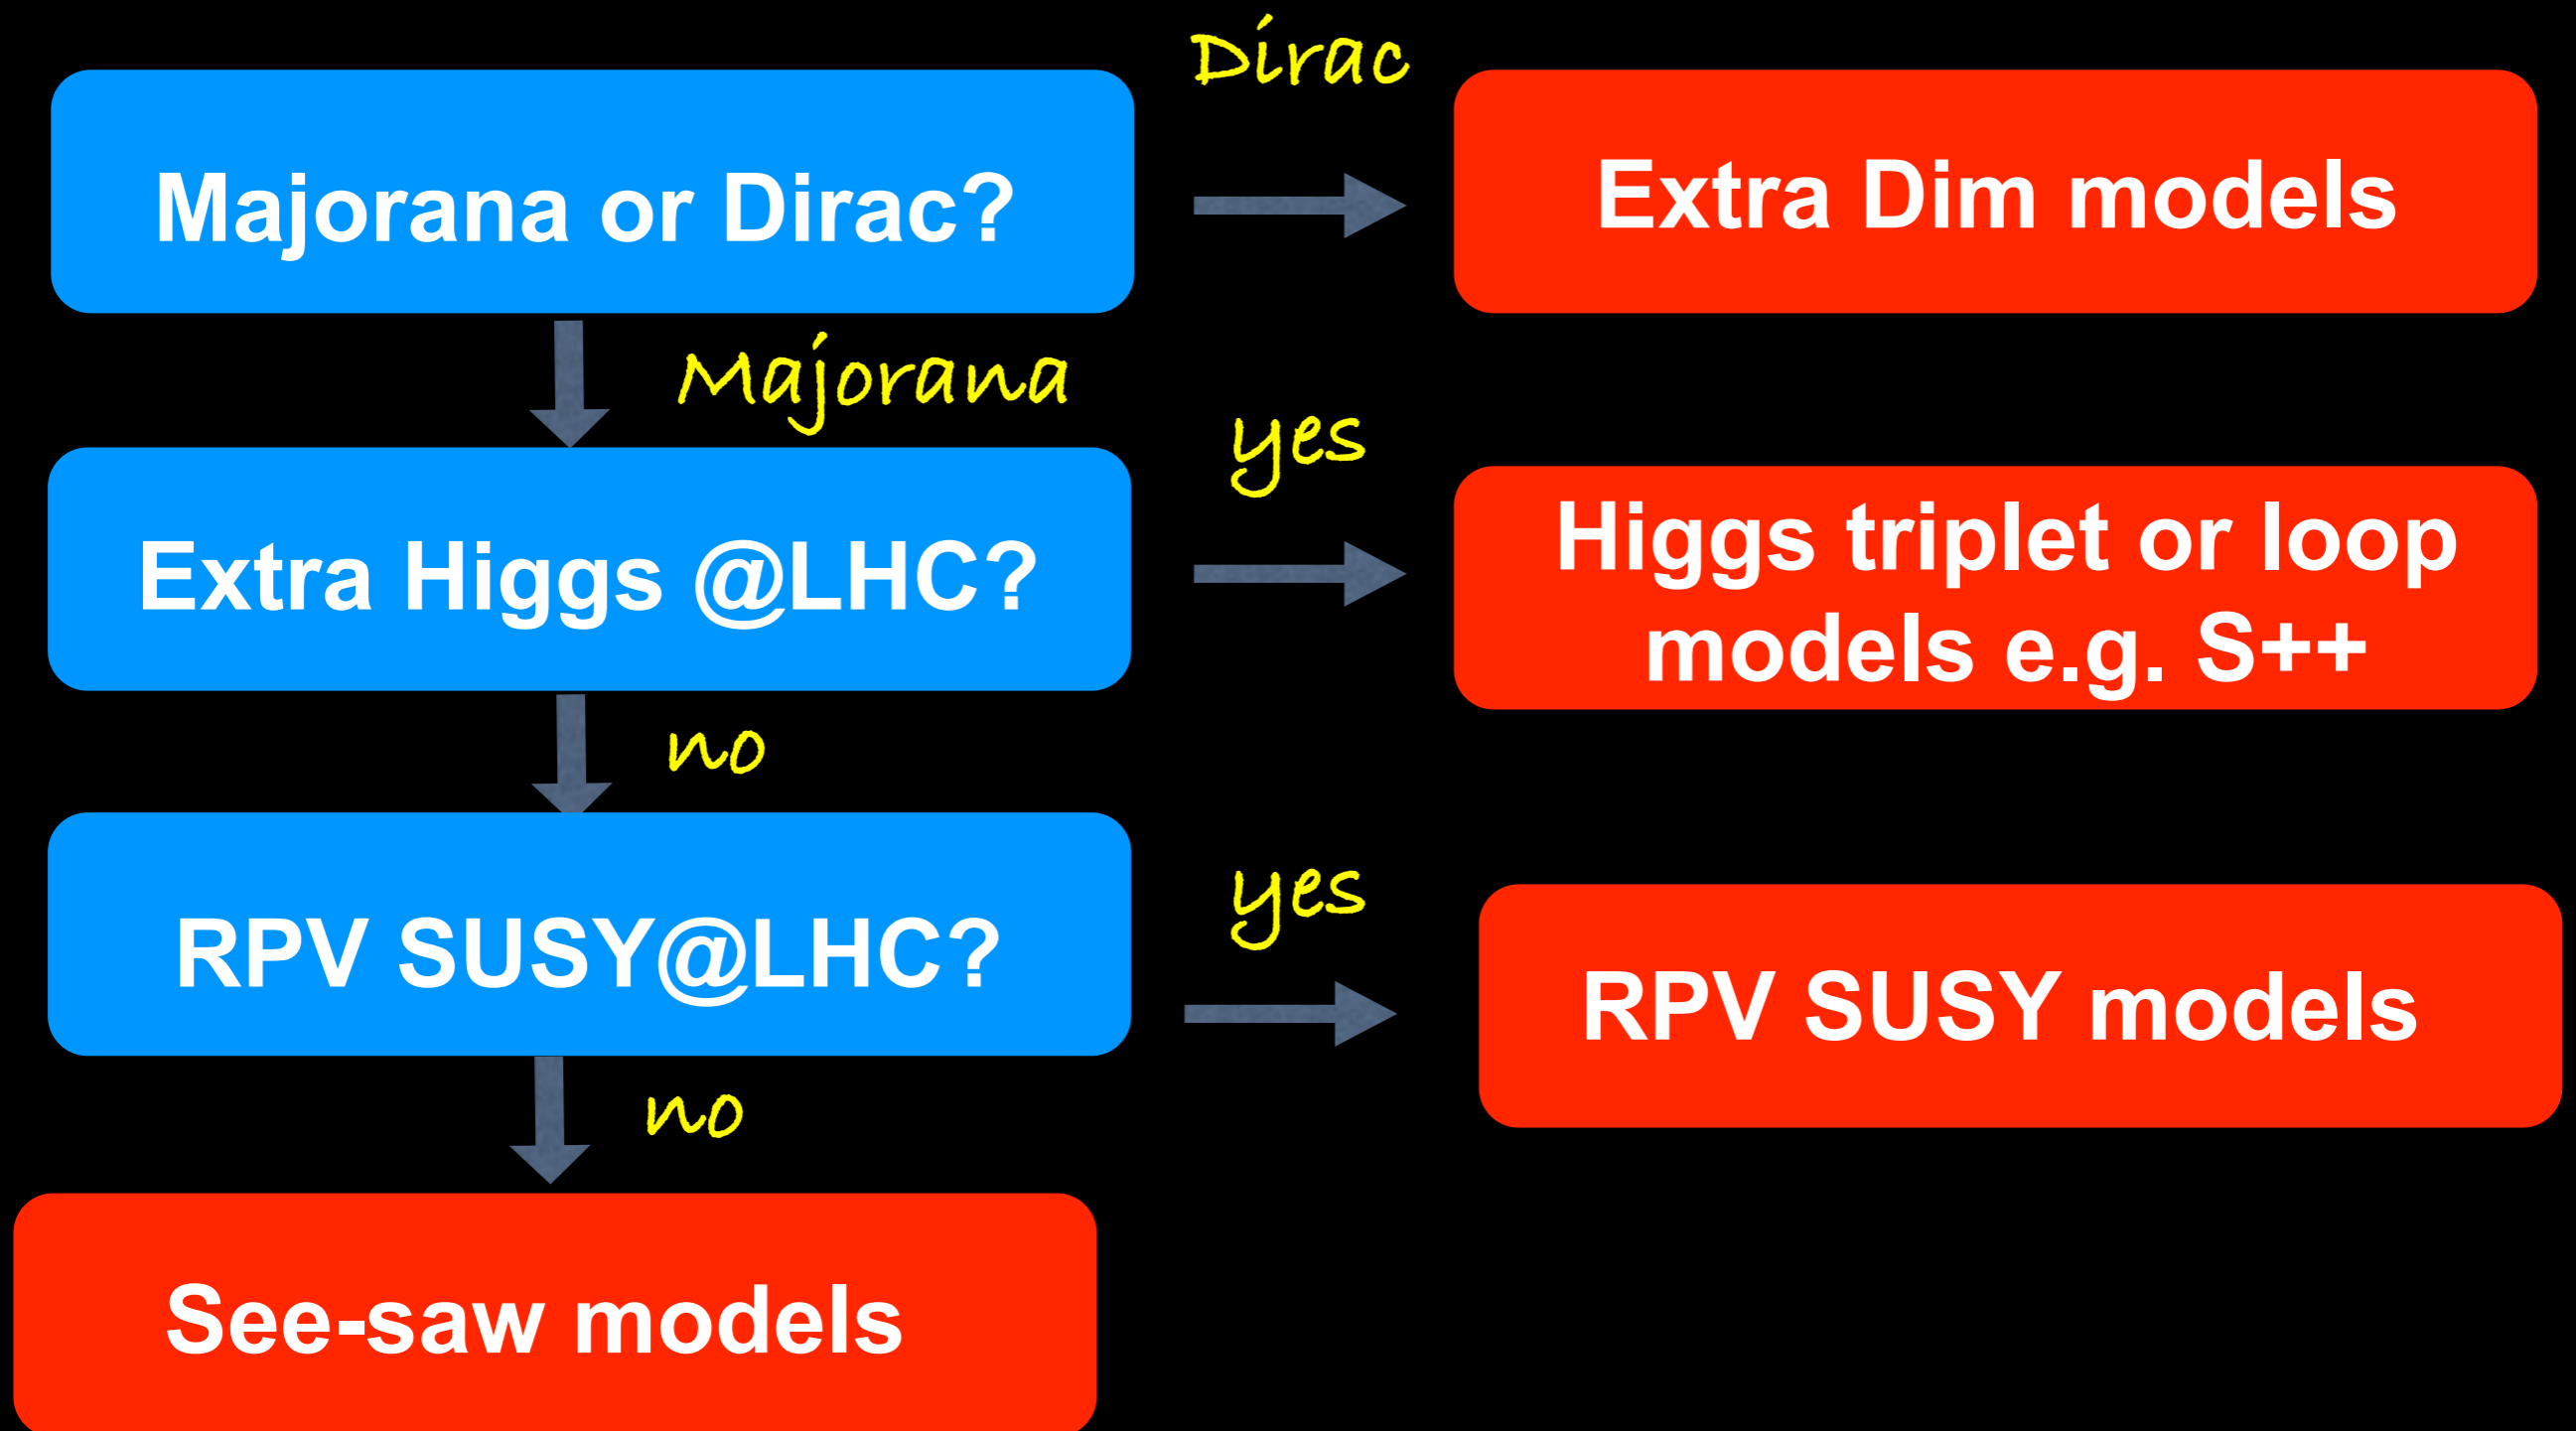 Dirac
Majorana or Dirac?
Extra Dim models
Majorana
yes
Extra Higgs @LHC?
Higgs triplet or loop
models e.g. S++
no
yes
RPV SUSY@LHC?
RPV SUSY models
no
See-saw models